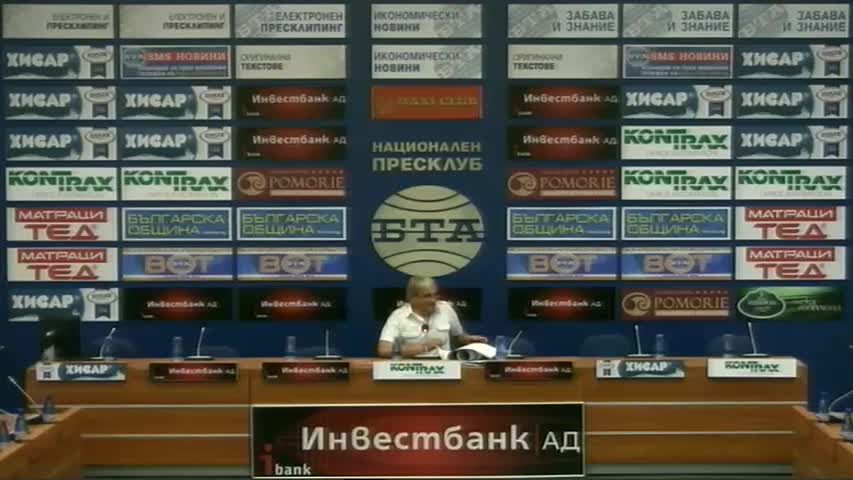 ЕЛЕКТРОНЕН И ПРЕСКЛИПИНГ
ЕЛЕКТРОНЕН И ПРЕСКЛИПИНГ
ЕЛЕКТРОНЕН ПРЕСКЛИПИНГ
ИКОНОМИЧЕСКИ НОВИНИ
ЗАБАВА И ЗНАНИЕ
ЗАБАВА И ЗНАНИЕ
ЗАБАВА И ЗНАНИЕ
ХИСАР
SMS НОВИНИ
ОРИГИНАЛНИ ТЕКСТОВЕ
ИКОНОМИЧЕСКИ НОВИНИ
ОРИГИНАЛНИ ТЕКСТОВЕ
SMS НОВИНИ
ХИСАР
ХИСАР
ХИСАР
Инвестбанк АД
MAXI CLUB
Инвестбанк АД
ХИСАР
ХИСАР
ХИСАР
ХИСАР
Инвестбанк АД
НАЦИОНАЛЕН
ПРЕСКЛУБ
Инвестбанк АД
KONTRAX
ХИСАР
KONTRAX
KONTRAX
POMORIE
POMORIE
KONTRAX
KONTRAX
МАТРАЦИ ТЕД
БЪЛГАРСКА ОБЩИНА
БЪЛГАРСКА ОБЩИНА
БТА
БЪЛГАРСКА ОБЩИНА
БЪЛГАРСКА ОБЩИНА
МАТРАЦИ ТЕД
МАТРАЦИ ТЕД
ВОТ
ВОТ
ВОТ
ВОТ
МАТРАЦИ ТЕД
ХИСАР
Инвестбанк АД
Инвестбанк АД
POMORIE
ХИСАР
Инвестбанк АД
Инвестбанк АД
KONTRAX
Инвестбанк АД
ХИСАР
KONTRAX
Инвестбанк АД
ibank